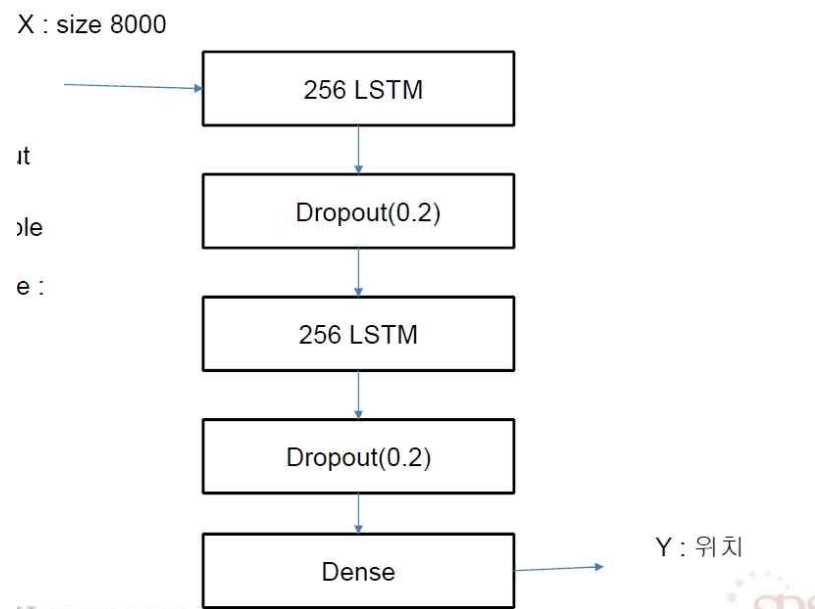 X : size 8000
256 LSTM
Dropout(0.2)
256 LSTM
e :
Dropout(0.2)
Y : 위치
Dense